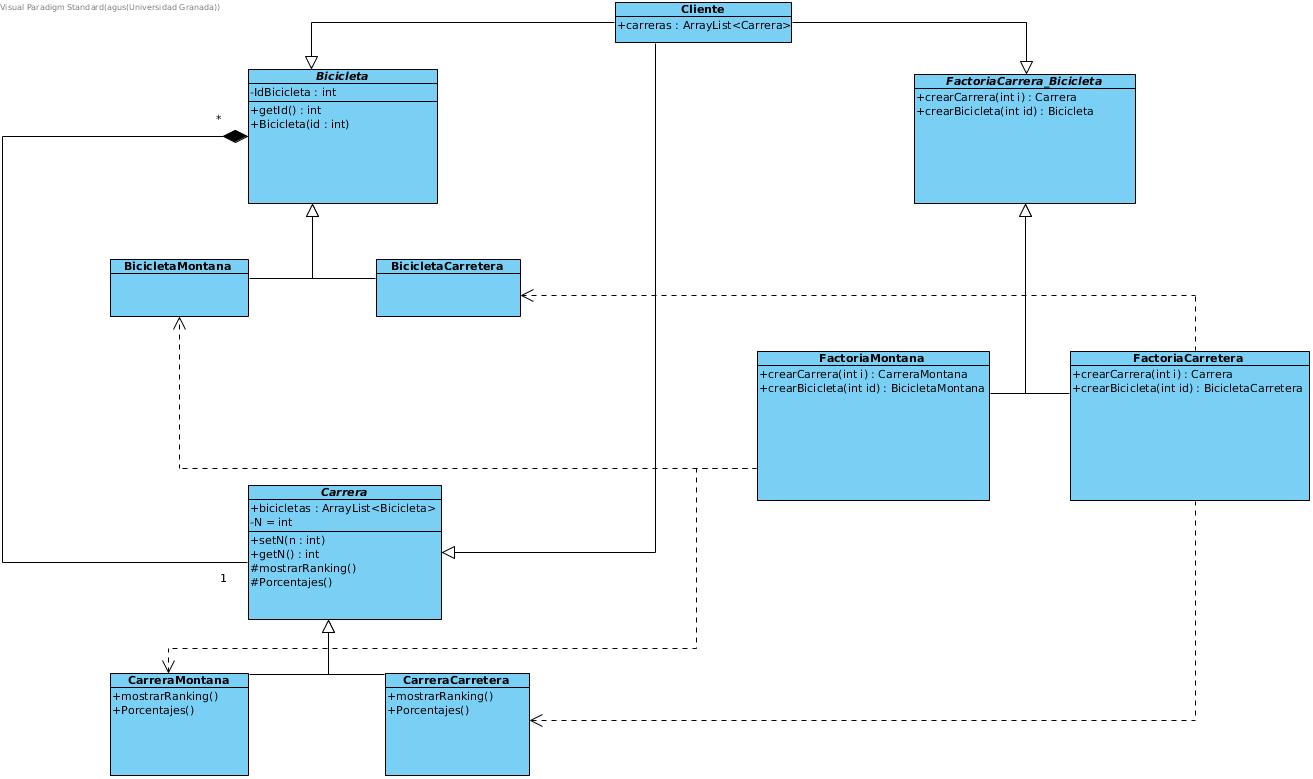 Visual Paradigm Standard(agus(Universidad Granada))
Cliente
+carreras : ArrayList<Carrera>
Bicicleta
-IdBicicleta : int
+getId() : int
+Bicicleta(id : int)
*
FactoriaCarrera_Bicicleta
+crearCarrera(int i) : Carrera
+crearBicicleta(int id) : Bicicleta
BicicletaMontana
BicicletaCarretera
FactoriaMontana
+crearCarrera(int i) : CarreraMontana
+crearBicicleta(int id) : BicicletaMontana
FactoriaCarretera
+crearCarrera(int i) : Carrera
+crearBicicleta(int id) : BicicletaCarretera
Carrera
+bicicletas : ArrayList<Bicicleta>
-N = int
+setN(n : int)
+getN() : int
#mostrarRanking()
#Porcentajes()
1
CarreraMontana
+mostrarRanking()
+Porcentajes()
CarreraCarretera
+mostrarRanking()
+Porcentajes()